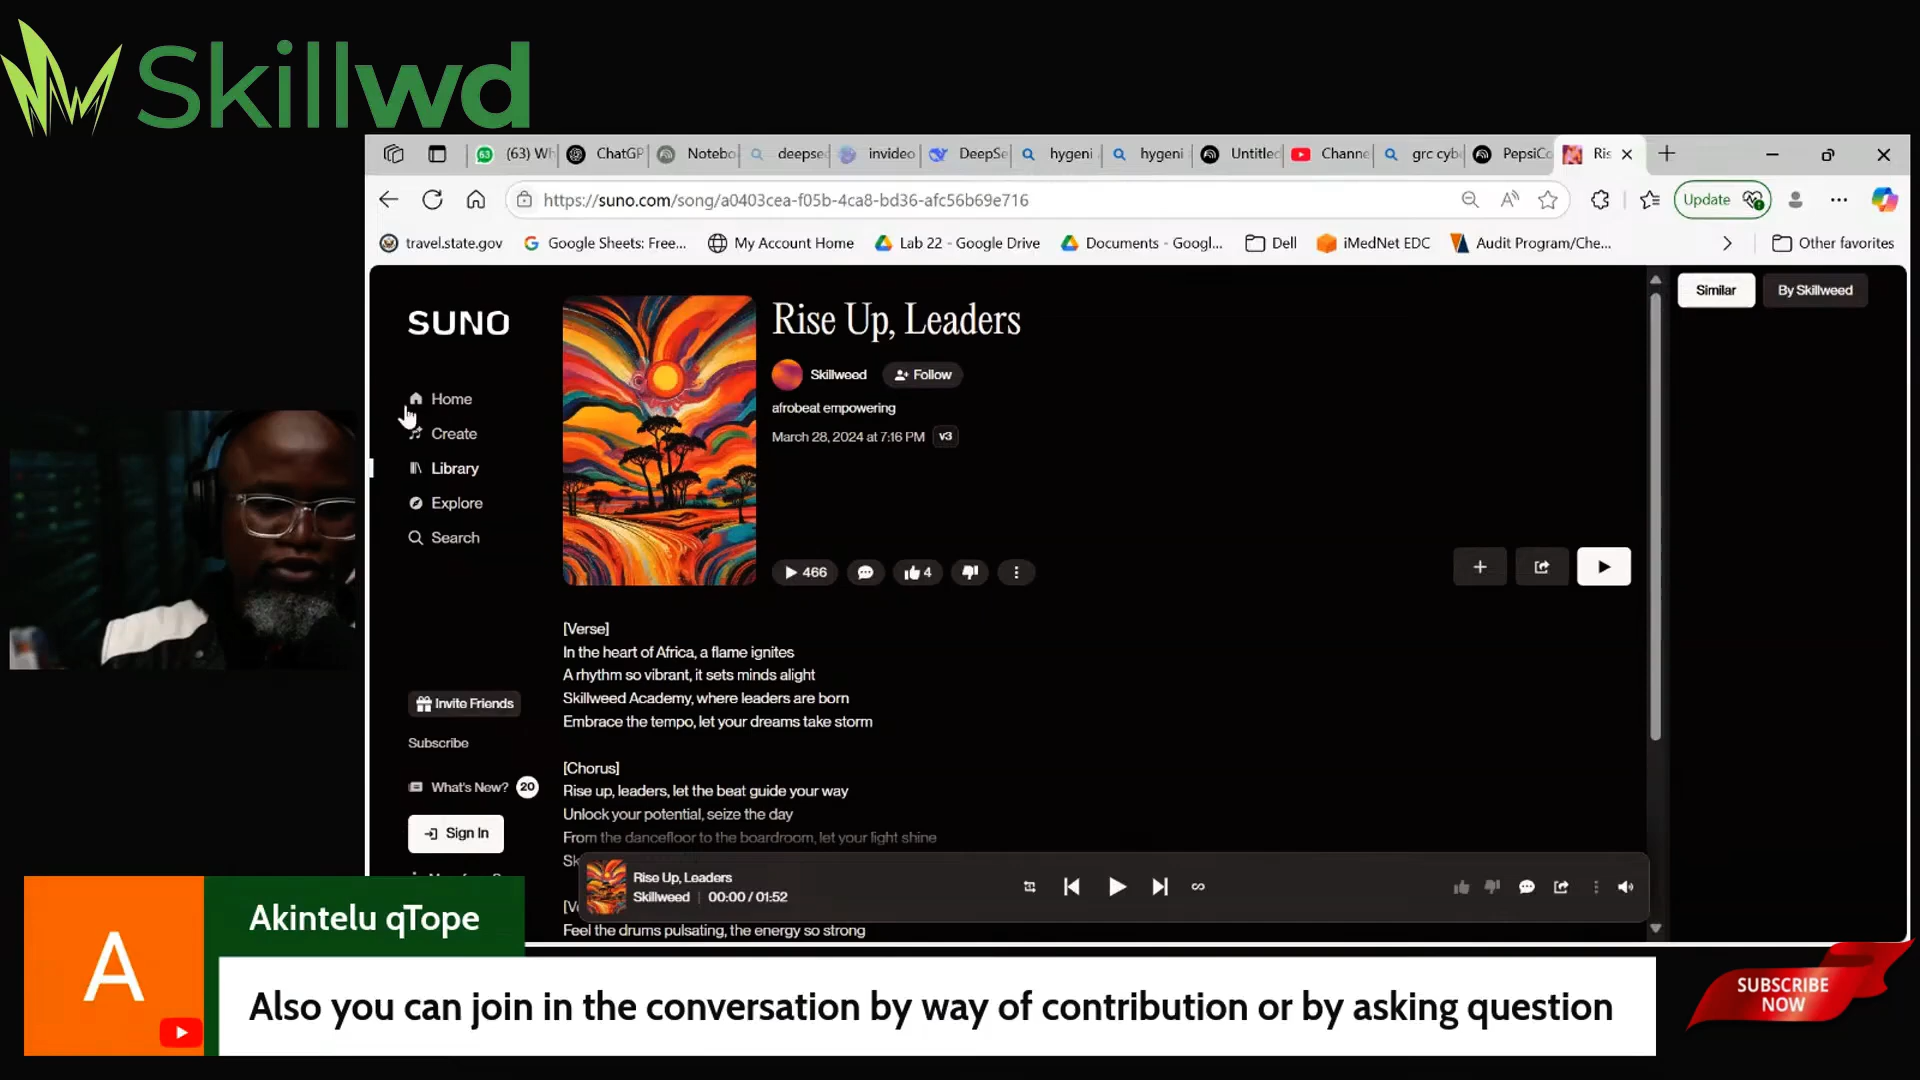 Skillwd
(63) Wh
ChatGP
Notebo
deepsee
invideo
DeepSe
hygeni
hygeni
Untitled
Channe
grc cybe
PepsiCo
Ris
https://suno.com/song/a0403cea-f05b-4ca8-bd36-afc56b69e716
Update
travel.state.gov
Google Sheets: Free...
My Account Home
Lab 22 - Google Drive
Documents - Googl...
Dell
iMedNet EDC
Audit Program/Che...
Other favorites
SUNO
Home
Create
Library
Explore
Search
Invite Friends
Subscribe
What's New? 20
Sign In
Rise Up, Leaders
Skillweed
Follow
afrobeat empowering
March 28, 2024 at 7:16 PM v3
466
4
[Verse]
In the heart of Africa, a flame ignites
A rhythm so vibrant, it sets minds alight
Skillweed Academy, where leaders are born
Embrace the tempo, let your dreams take storm
[Chorus]
Rise up, leaders, let the beat guide your way
Unlock your potential, seize the day
From the dancefloor to the boardroom, let your light shine
Feel the drums pulsating, the energy so strong
Similar
By Skillweed
Rise Up, Leaders
Skillweed 00:00 / 01:52
A
Akintelu qTope
Also you can join in the conversation by way of contribution or by asking question
SUBSCRIBE
NOW